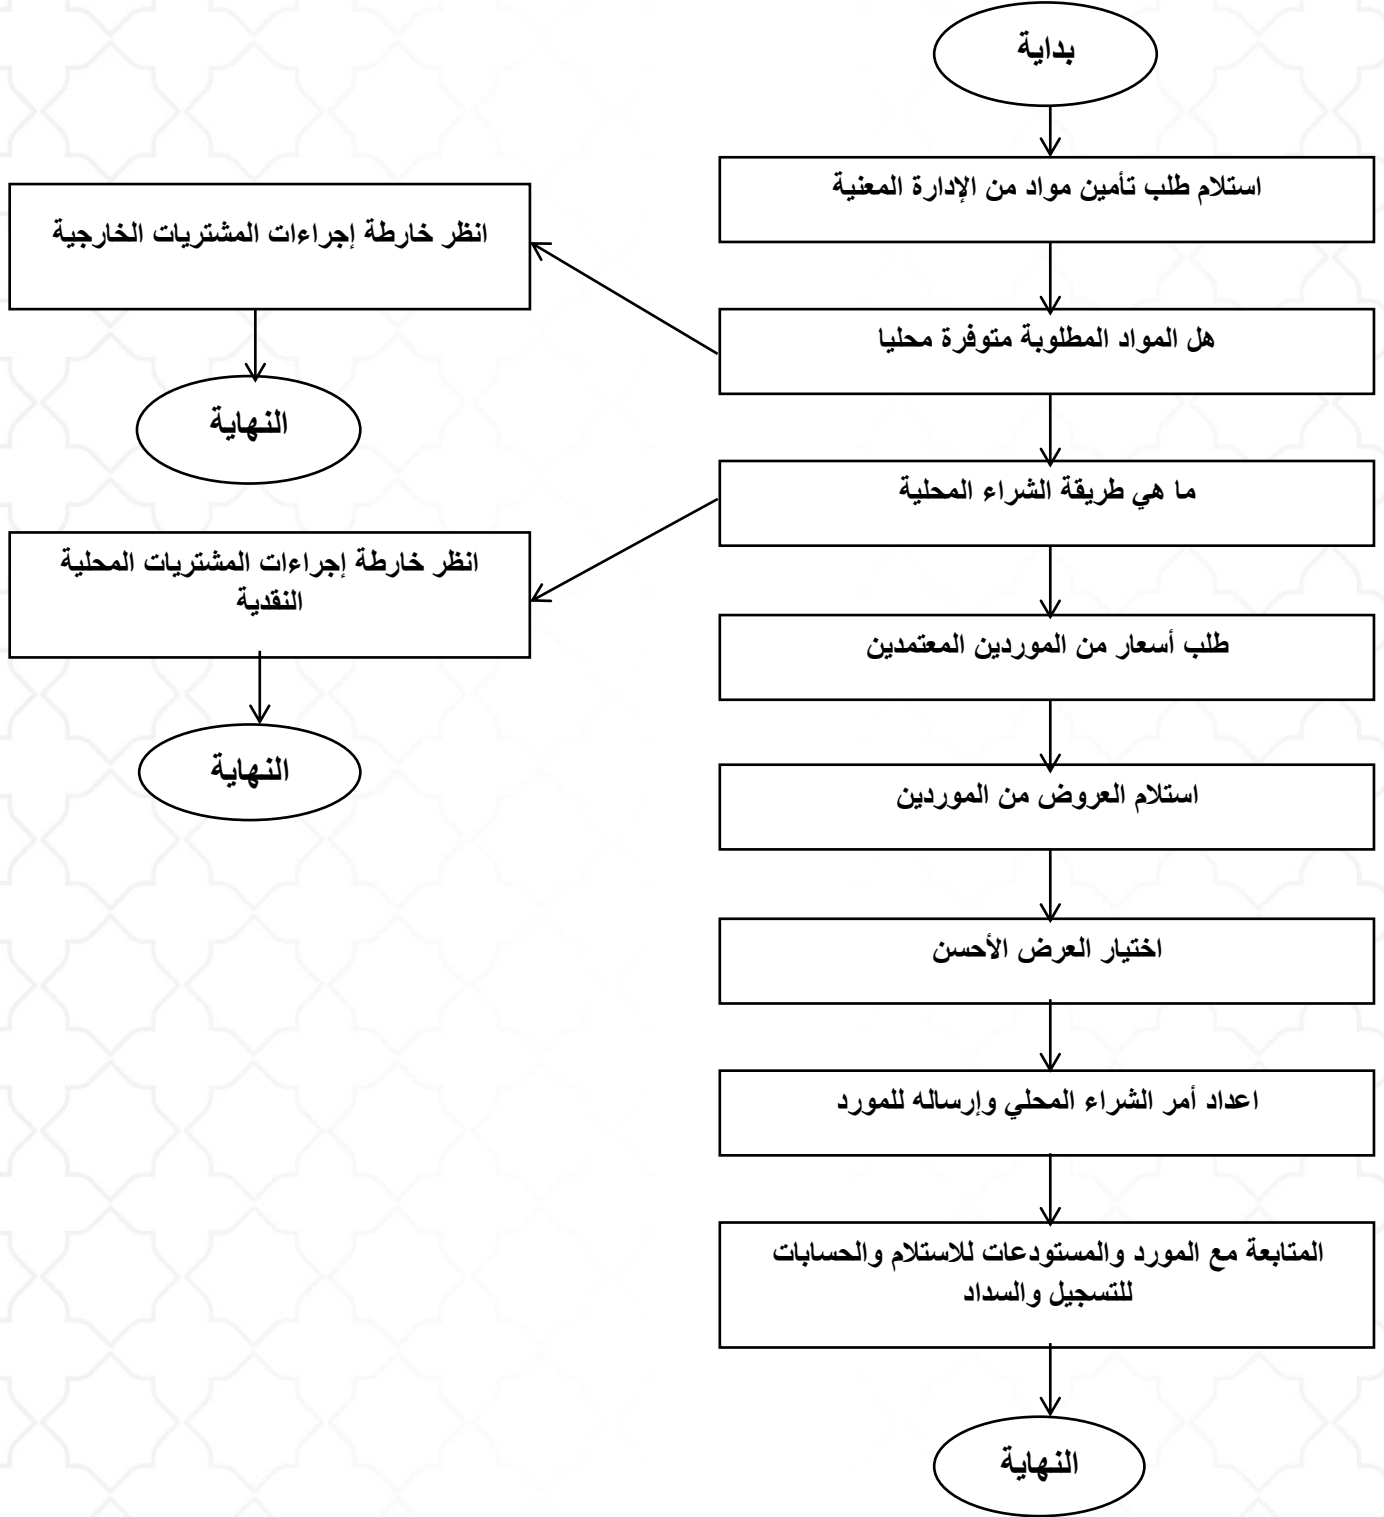 بداية
استلام طلب تأمين مواد من الإدارة المعنية
هل المواد المطلوبة متوفرة محليا
انظر خارطة إجراءات المشتريات الخارجية
النهاية
ما هي طريقة الشراء المحلية
انظر خارطة إجراءات المشتريات المحلية
النقدية
النهاية
طلب أسعار من الموردين المعتمدين
استلام العروض من الموردين
اختيار العرض الأحسن
اعداد أمر الشراء المحلي وإرساله للمورد
المتابعة مع المورد والمستودعات للاستلام والحسابات
للتسجيل والسداد
النهاية